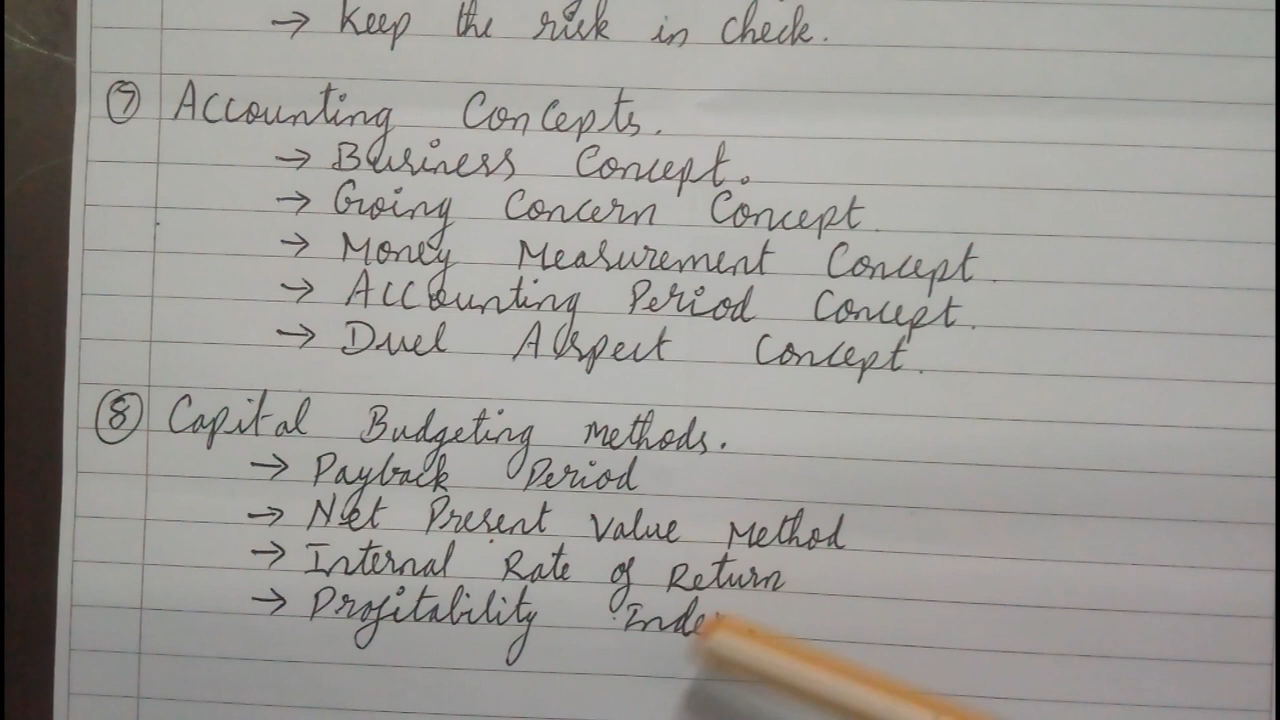 → Keep the risk in check.
⑦ Accounting Concepts.
→ Business Concept.
→ Going Concern Concept.
→ Money Measurement Concept.
→ Accounting Period Concept.
→ Duel Aspect Concept.
⑧ Capital Budgeting Methods.
→ Payback Period
→ Net Present Value Method
→ Internal Rate of Return
→ Profitability Inde